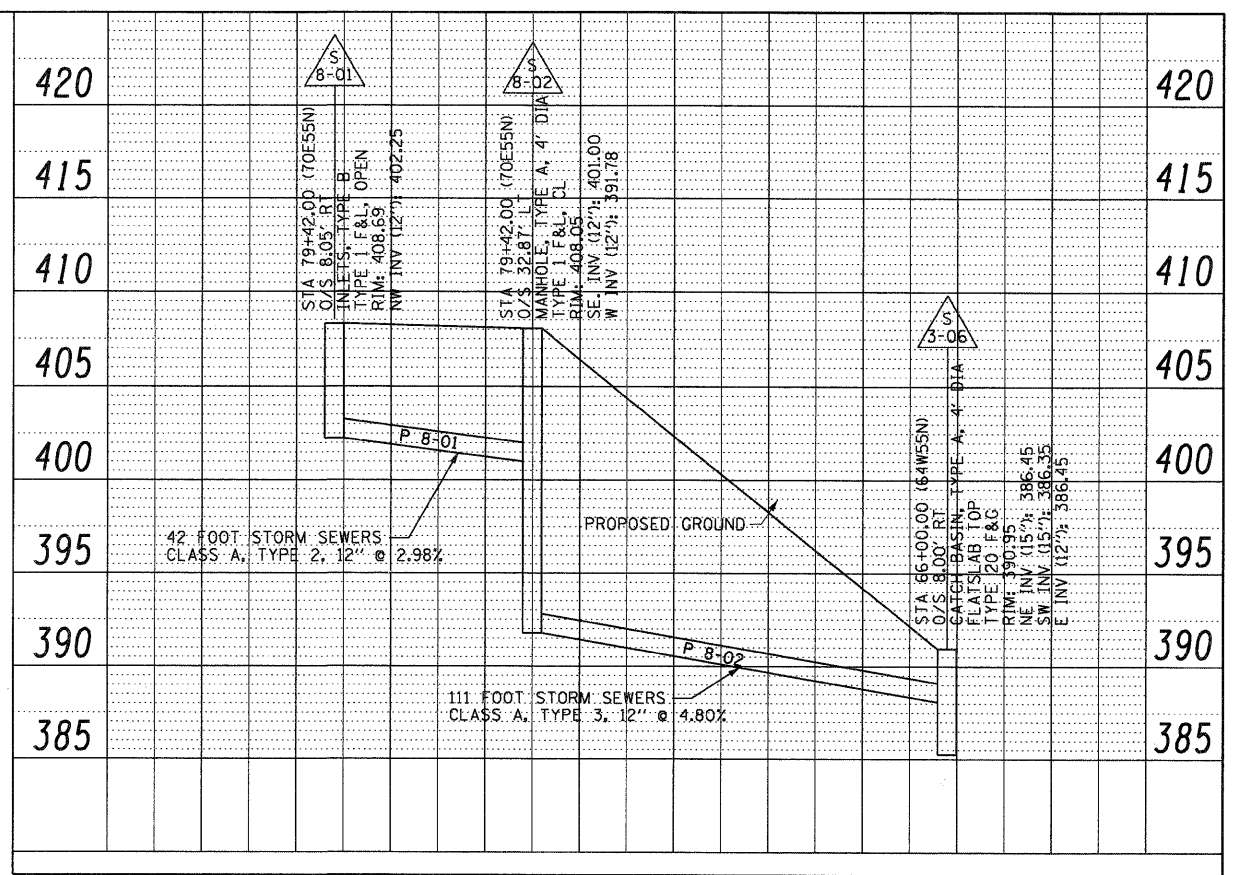 420
415
410
405
400
395
390
385
S
8-01
STA 79+42.00 (70E55N)
O/S 8.05' RT
INLETS, TYPE B
TYPE 1 F&L, OPEN
RIM: 408.69
NW INV (12"): 402.25
S
8-02
STA 79+42.00 (70E55N)
O/S 32.87' LT
MANHOLE, TYPE A, 4' DIA
TYPE 1 F&L, CL
RIM: 408.05
SE. INV (12"): 401.00
W INV (12"): 391.78
S
3-06
STA 66+00.00 (64W55N)
O/S 8.00' RT
CATCH BASIN, TYPE A, 4' DIA
FLATSLAB TOP
TYPE 20 F&G
RIM: 390.95
NE INV (15"): 386.45
SW INV (15"): 386.35
E INV (12"): 386.45
P 8-01
42 FOOT STORM SEWERS
CLASS A, TYPE 2, 12" @ 2.98%
PROPOSED GROUND
P 8-02
111 FOOT STORM SEWERS
CLASS A, TYPE 3, 12" @ 4.80%
420
415
410
405
400
395
390
385